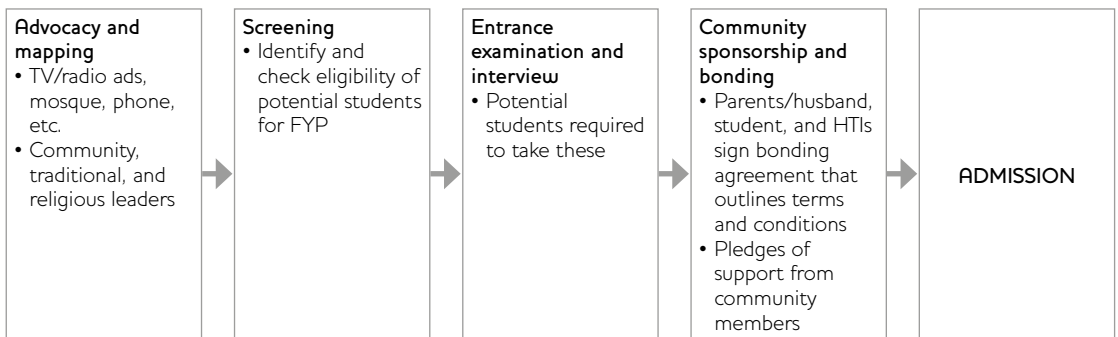 Advocacy and
mapping
• TV/radio ads,
mosque, phone,
etc.
• Community,
traditional, and
religious leaders
Screening
• Identify and
check eligibility of
potential students
for FYP
Entrance
examination and
interview
• Potential
students required
to take these
Community
sponsorship and
bonding
• Parents/husband,
student, and HTIs
sign bonding
agreement that
outlines terms
and conditions
• Pledges of
support from
community
members
ADMISSION